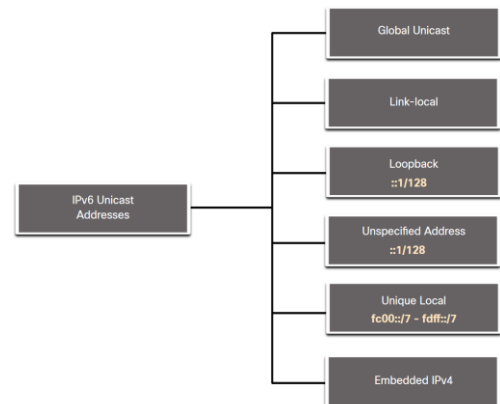 IPv6 Unicast
Addresses
Global Unicast
Link-local
Loopback
::1/128
Unspecified Address
::1/128
Unique Local
fc00::/7 - fdff::/7
Embedded IPv4